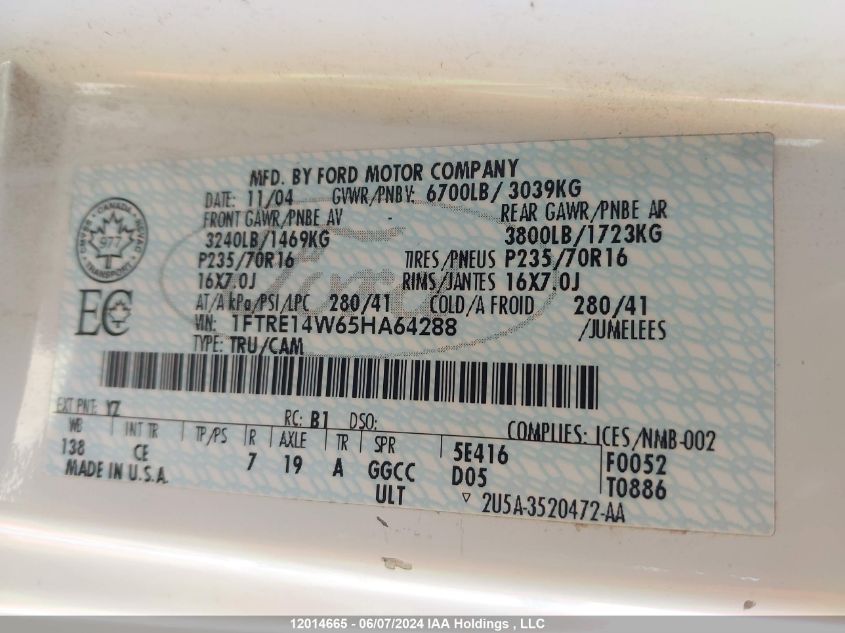 MFD. BY FORD MOTOR COMPANY
DATE: 11/04 GVWR/PNBV: 6700LB/ 3039KG
FRONT GAWR/PNBE AV REAR GAWR/PNBE AR
3240LB/1469KG 3800LB/1723KG
P235/70R16 TIRES/PNEUS P235/70R16
16X7.0J RIMS/JANTES 16X7.0J
AT/A kPa/PSI/LPC 280/41 COLD/A FROID 280/41
VIN: 1FTRE14W65HA64288 /JUMELEES
TYPE: TRU/CAM
CANADA
977
TRANSPORT
EC
Ford
EXT PNT: YZ RC: B1 DSO: COMPLIES: ICES/NMB-002
WB INT TR TP/PS R AXLE TR SPR 5E416 F0052
138 CE 7 19 A GGCC D05 T0886
MADE IN U.S.A. ULT ▽ 2U5A-3520472-AA
12014665 - 06/07/2024 IAA Holdings , LLC